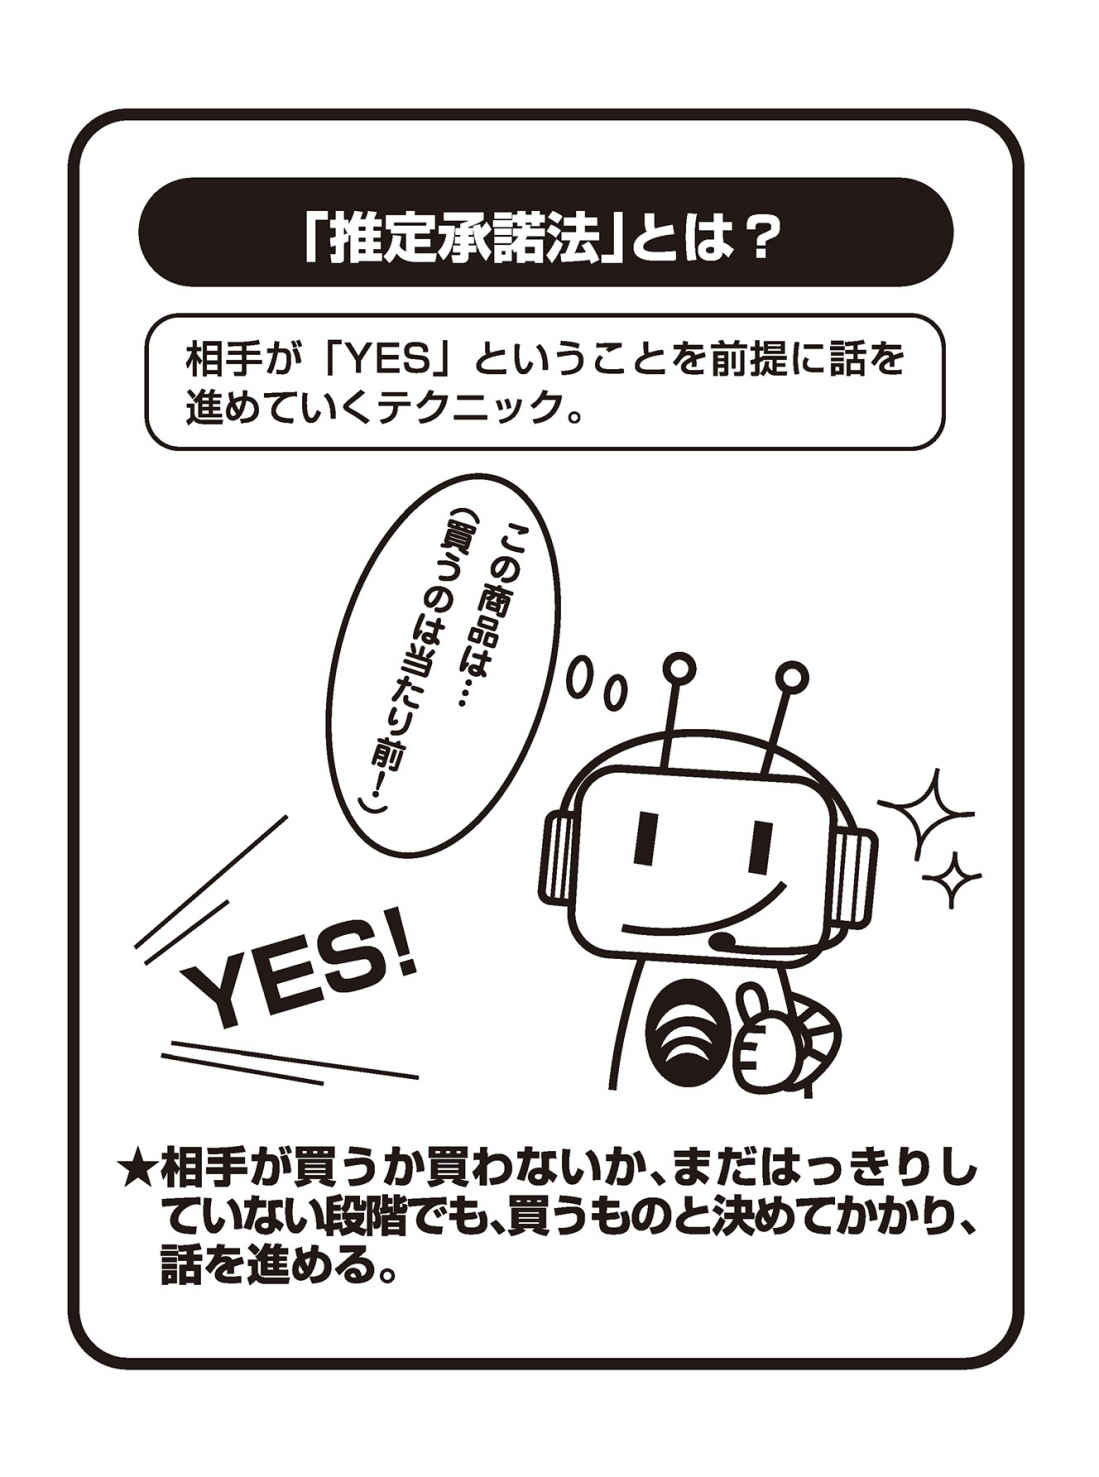 「推定承諾法」とは？
相手が「YES」ということを前提に話を
進めていくテクニック。
この商品は…
（買うのは当たり前！）
YES!
★相手が買うか買わないか、まだはっきりし
ていない段階でも、買うものと決めてかかり、
話を進める。